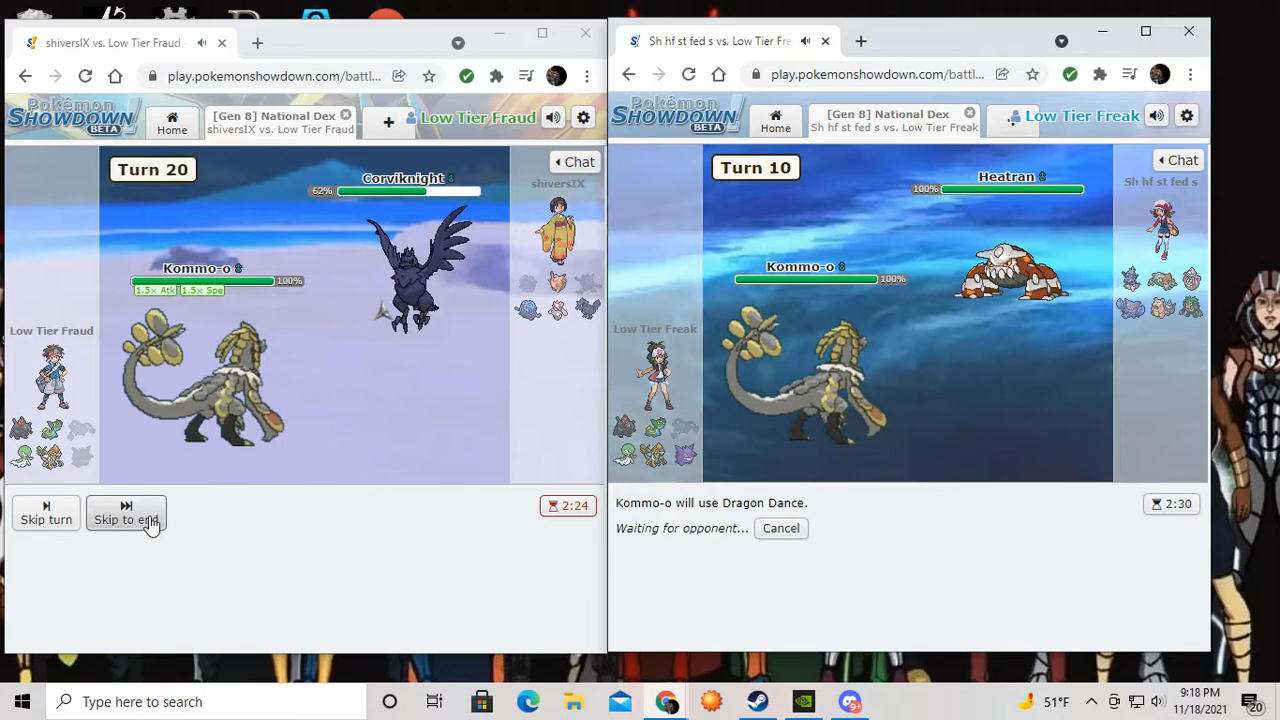 shiversIX vs. Low Tier Fraud
play.pokemonshowdown.com/battl...
Pokémon
SHOWDOWN
BETA
Home
[Gen 8] National Dex
shiversIX vs. Low Tier Fraud
+
Low Tier Fraud
Turn 20
Chat
Corviknight
62%
shiversIX
Kommo-o
100%
1.5× Atk
1.5× Spe
Low Tier Fraud
Skip turn
Skip to end
2:24
Sh hf st fed s vs. Low Tier Fre
play.pokemonshowdown.com/battl...
Pokémon
SHOWDOWN
BETA
Home
[Gen 8] National Dex
Sh hf st fed s vs. Low Tier Freak
Low Tier Freak
Turn 10
Chat
Heatran
100%
Sh hf st fed s
Kommo-o
100%
Low Tier Freak
Kommo-o will use Dragon Dance.
Waiting for opponent...
Cancel
2:30
Type here to search
9+
51°F
9:18 PM
11/18/2021
20